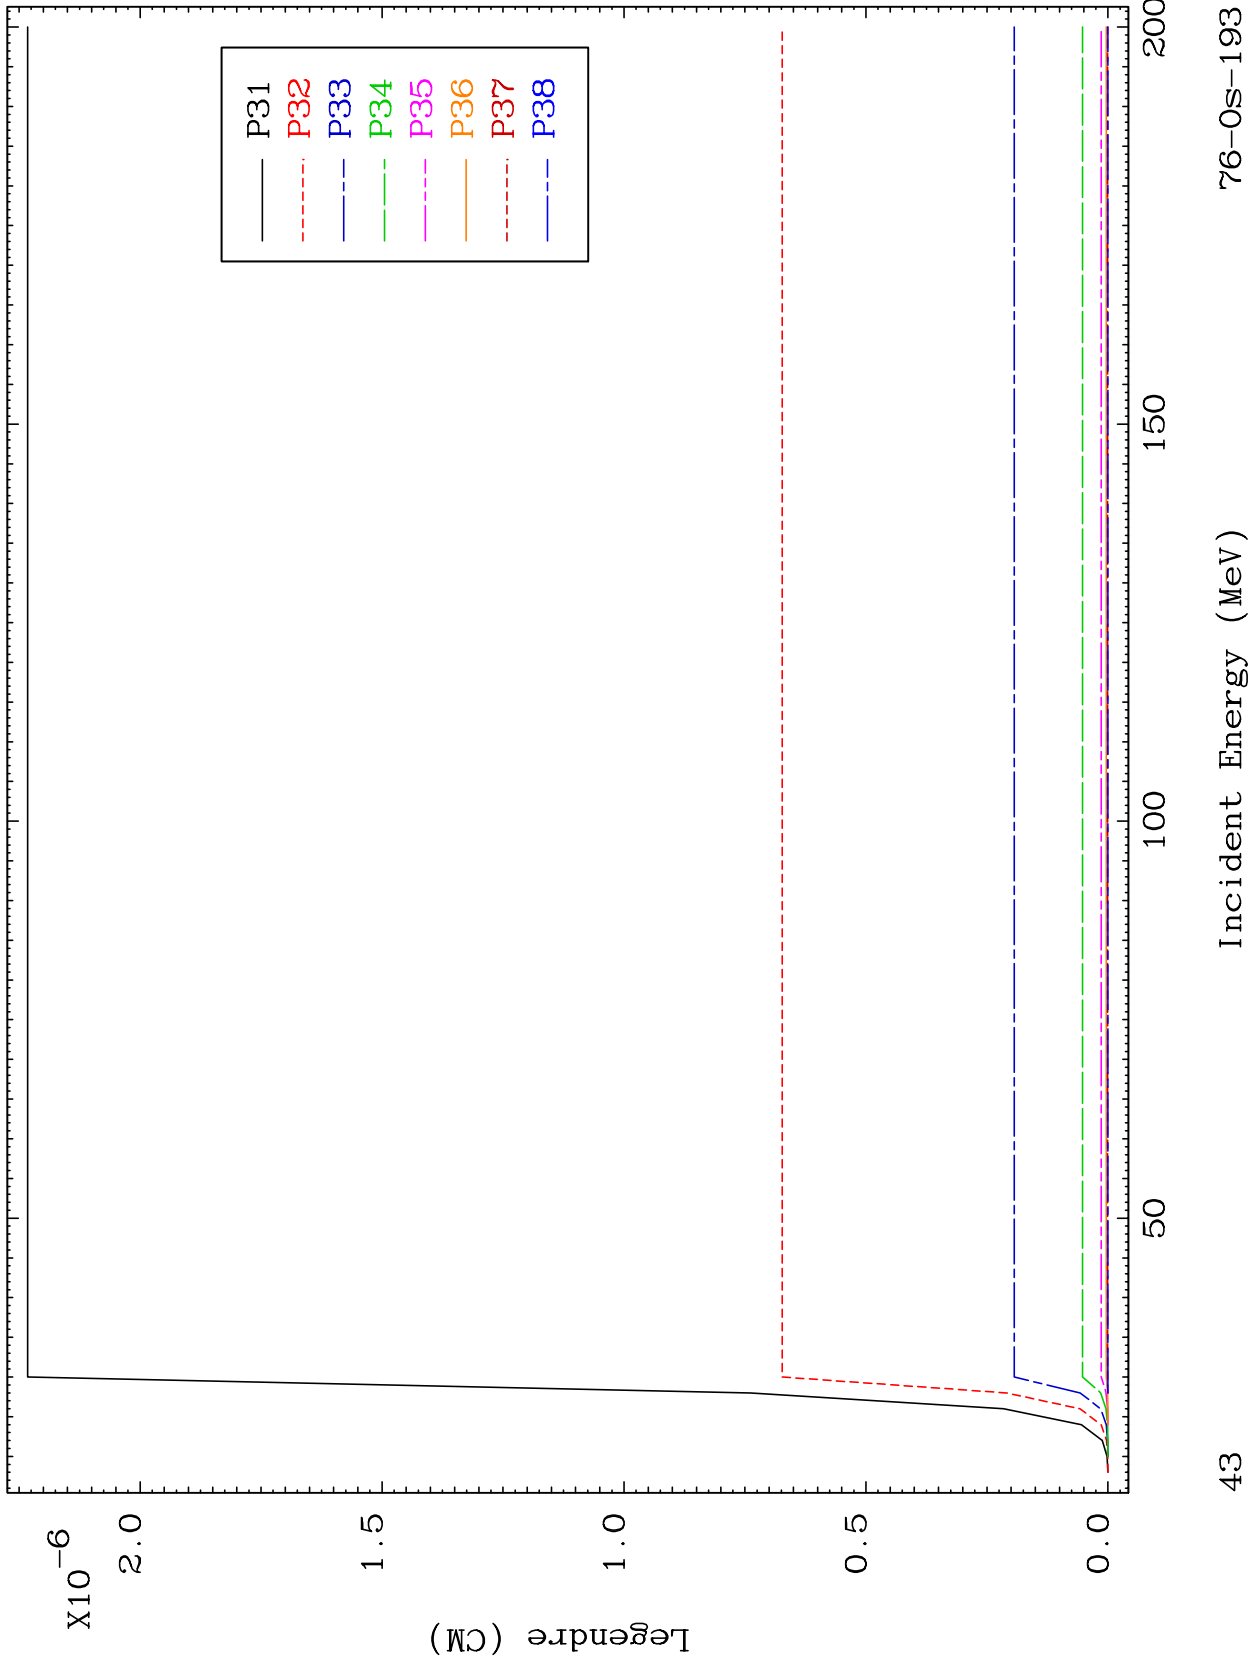 X10-6
2.0
1.5
1.0
0.5
0.0
Legendre (CM)
P31
P32
P33
P34
P35
P36
P37
P38
50
100
150
200
Incident Energy (MeV)
43
76-Os-193